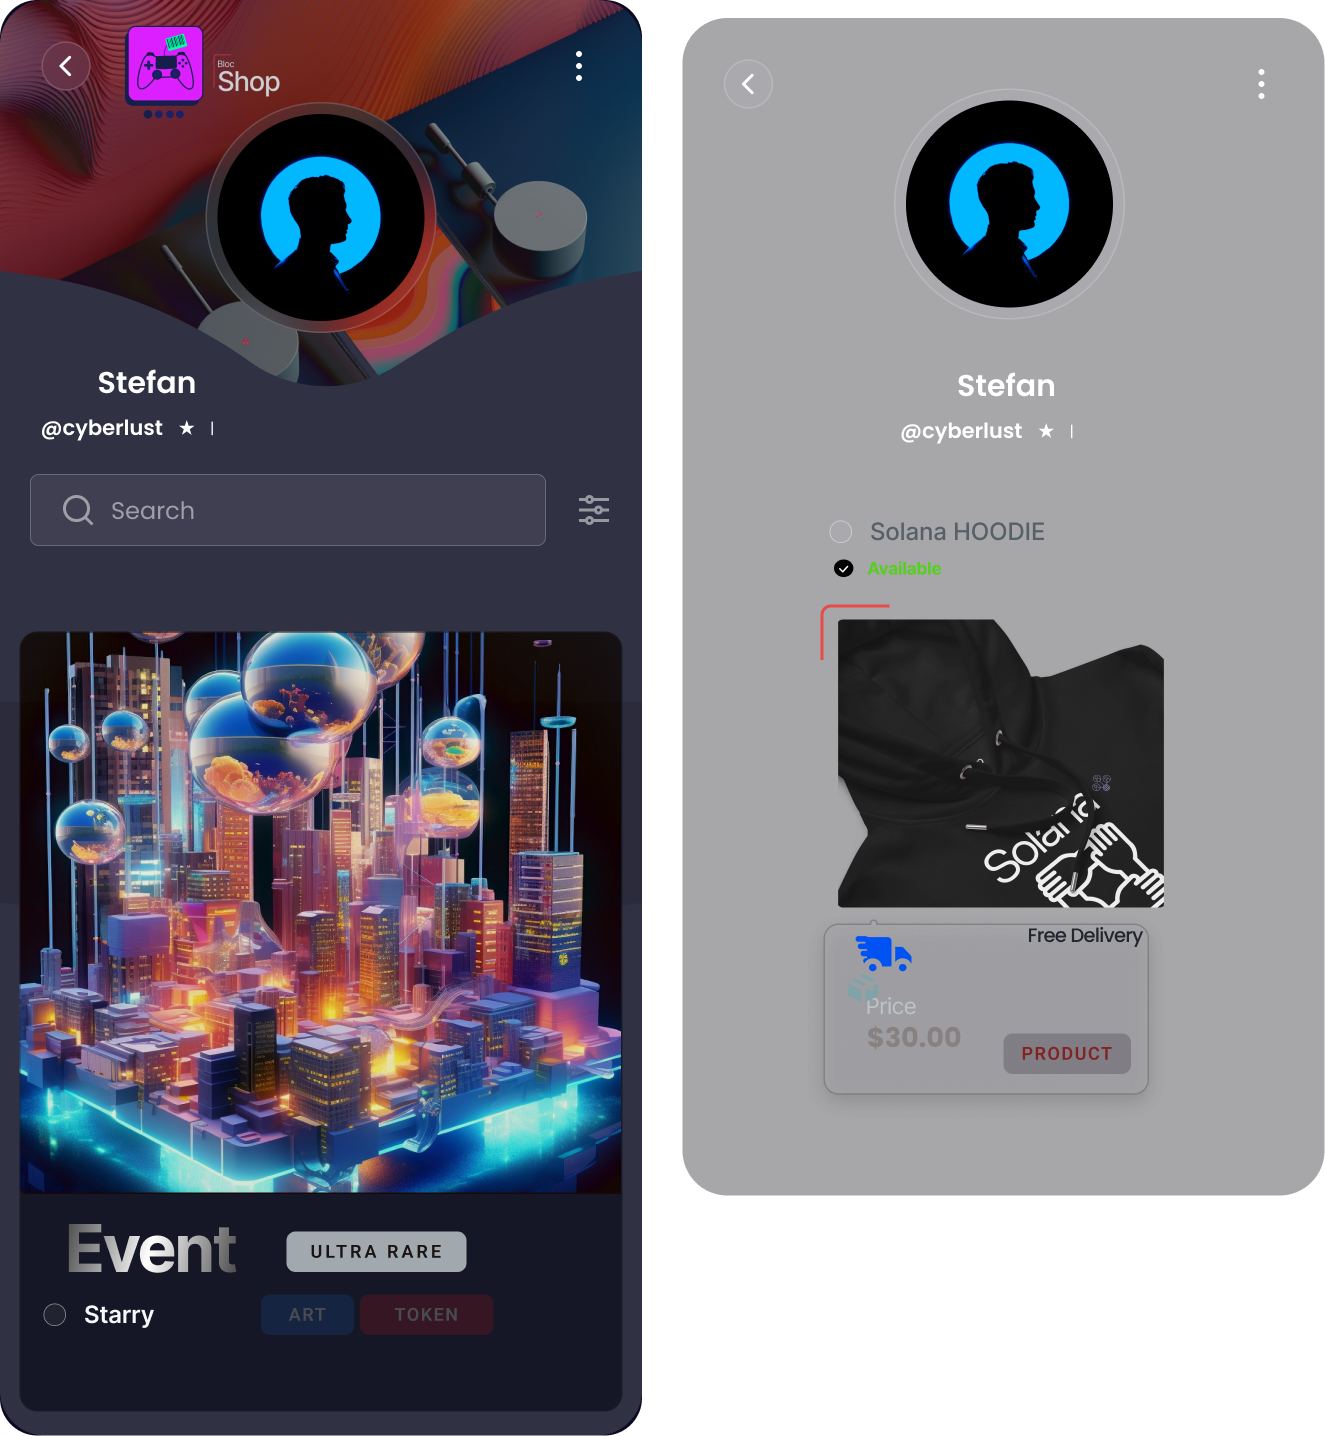 Bloc
Shop
Stefan
@cyberlust ★ |
Search
Event
ULTRA RARE
Starry
ART
TOKEN
Stefan
@cyberlust ★ |
Solana HOODIE
Available
Solana
Free Delivery
Price
$30.00
PRODUCT